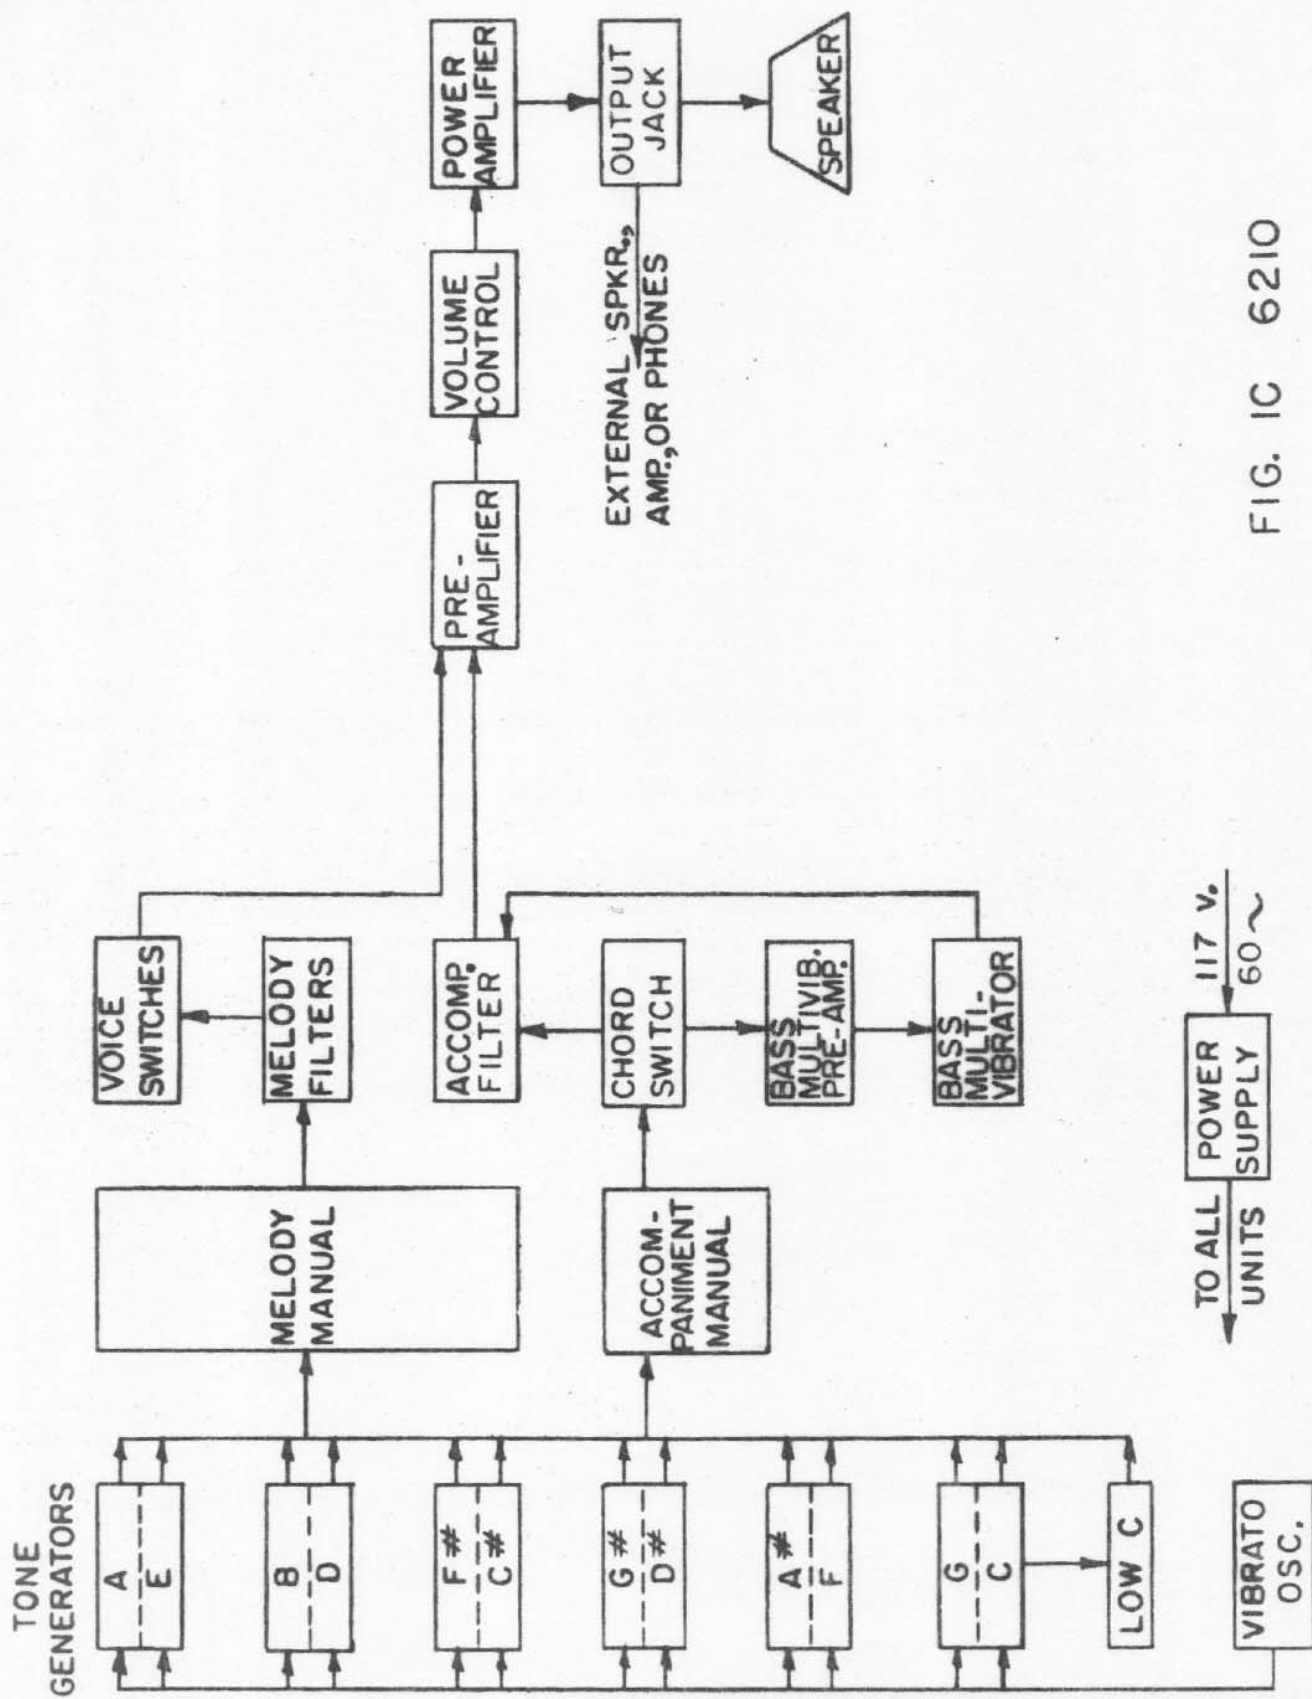 TONE
GENERATORS
A
E
B
D
F#
C#
G#
D#
A#
F
G
C
LOW C
VIBRATO
OSC.
MELODY
MANUAL
ACCOM-
PANIMENT
MANUAL
TO ALL
UNITS
POWER
SUPPLY
117 V.
60~
VOICE
SWITCHES
MELODY
FILTERS
ACCOMP.
FILTER
CHORD
SWITCH
BASS
MULTIVIB.
PRE-AMP.
BASS
MULTI-
VIBRATOR
PRE-
AMPLIFIER
VOLUME
CONTROL
POWER
AMPLIFIER
OUTPUT
JACK
EXTERNAL SPKR.,
AMP., OR PHONES
SPEAKER
FIG. 1C 6210